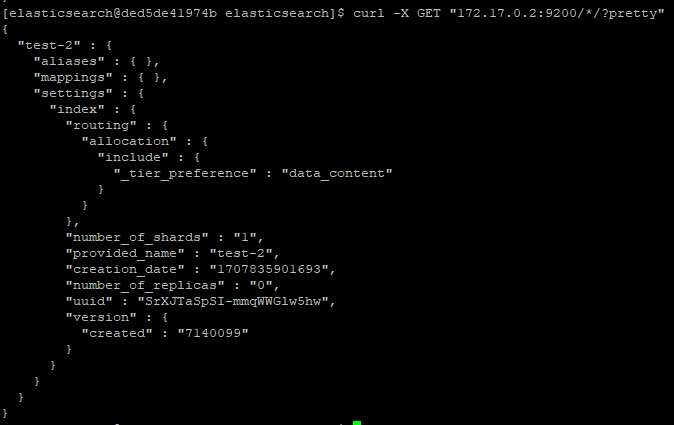 }
[elasticsearch@ded5de41974b elasticsearch]$ curl -X GET "172.17.0.2:9200/*/?pretty"
{
  "test-2" : {
    "aliases" : { },
    "mappings" : { },
    "settings" : {
      "index" : {
        "routing" : {
          "allocation" : {
            "include" : {
              "_tier_preference" : "data_content"
            }
          }
        },
        "number_of_shards" : "1",
        "provided_name" : "test-2",
        "creation_date" : "1707835901693",
        "number_of_replicas" : "0",
        "uuid" : "SrXJTaSpSI-mmqWWGlw5hw",
        "version" : {
          "created" : "7140099"
        }
      }
    }
  }
}